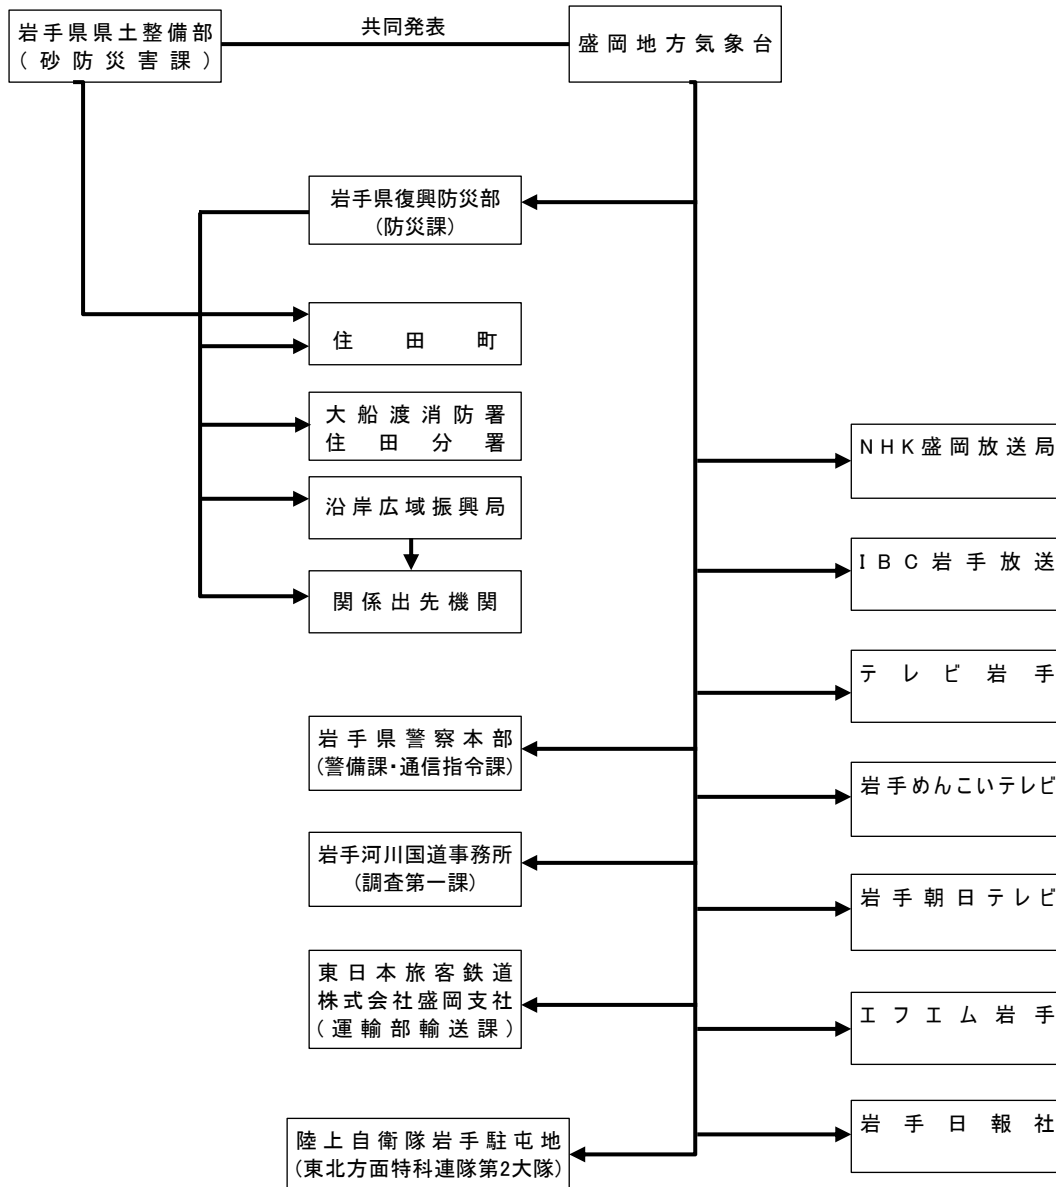 岩手県県土整備部
(砂防災害課)
共同発表
盛岡地方気象台
岩手県復興防災部
(防災課)
住田町
大船渡消防署
住田分署
沿岸広域振興局
関係出先機関
岩手県警察本部
(警備課・通信指令課)
岩手河川国道事務所
(調査第一課)
東日本旅客鉄道
株式会社盛岡支社
(運輸部輸送課)
陸上自衛隊岩手駐屯地
(東北方面特科連隊第2大隊)
NHK盛岡放送局
IBC岩手放送
テレビ岩手
岩手めんこいテレビ
岩手朝日テレビ
エフエム岩手
岩手日報社